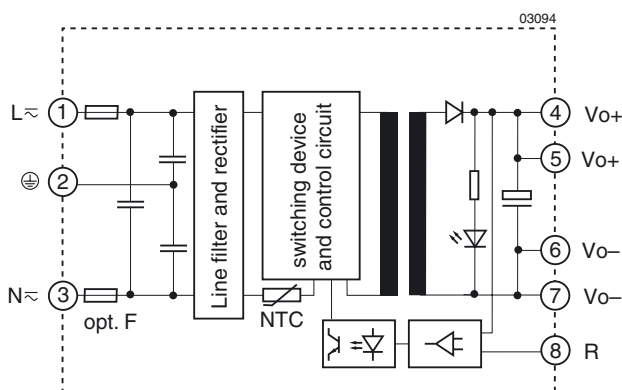 03094
L≂ 1
2
N≂ 3
opt. F
Line filter and rectifier
switching device
and control circuit
NTC
4 Vo+
5 Vo+
6 Vo–
7 Vo–
8 R